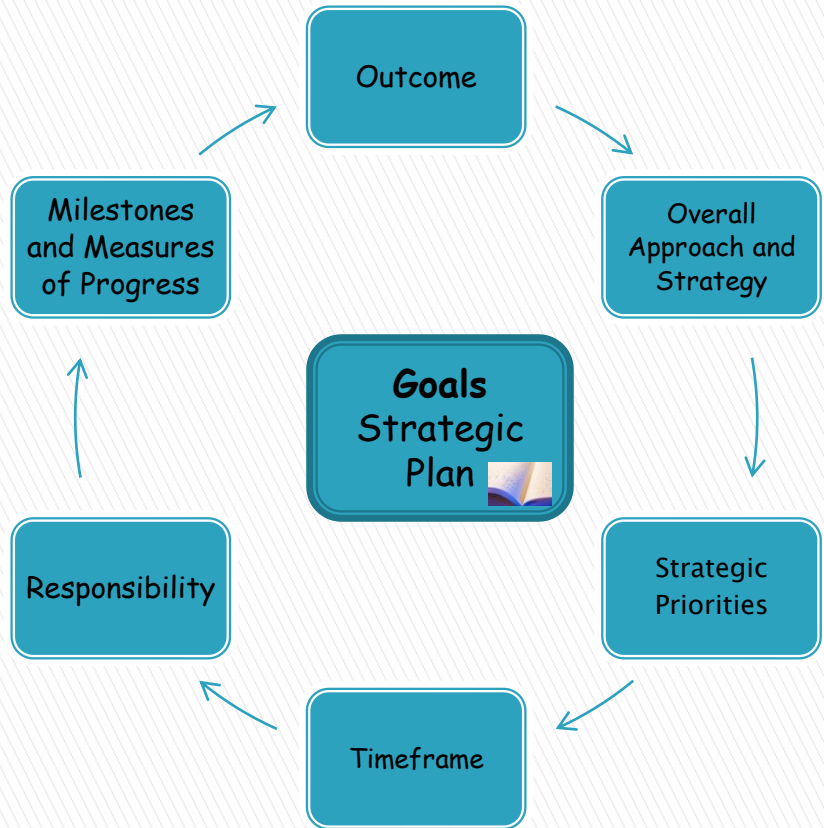 Outcome
Overall
Approach and
Strategy
Strategic
Priorities
Timeframe
Responsibility
Milestones
and Measures
of Progress
Goals
Strategic
Plan